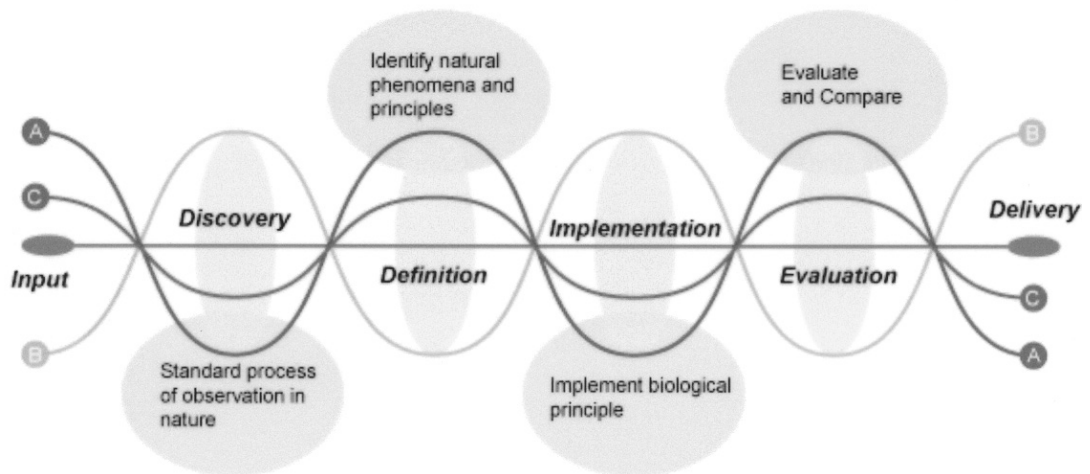 Identify natural
phenomena and
principles
Evaluate
and Compare
A
B
C
Discovery
Implementation
Delivery
Input
Definition
Evaluation
C
B
A
Standard process
of observation in
nature
Implement biological
principle